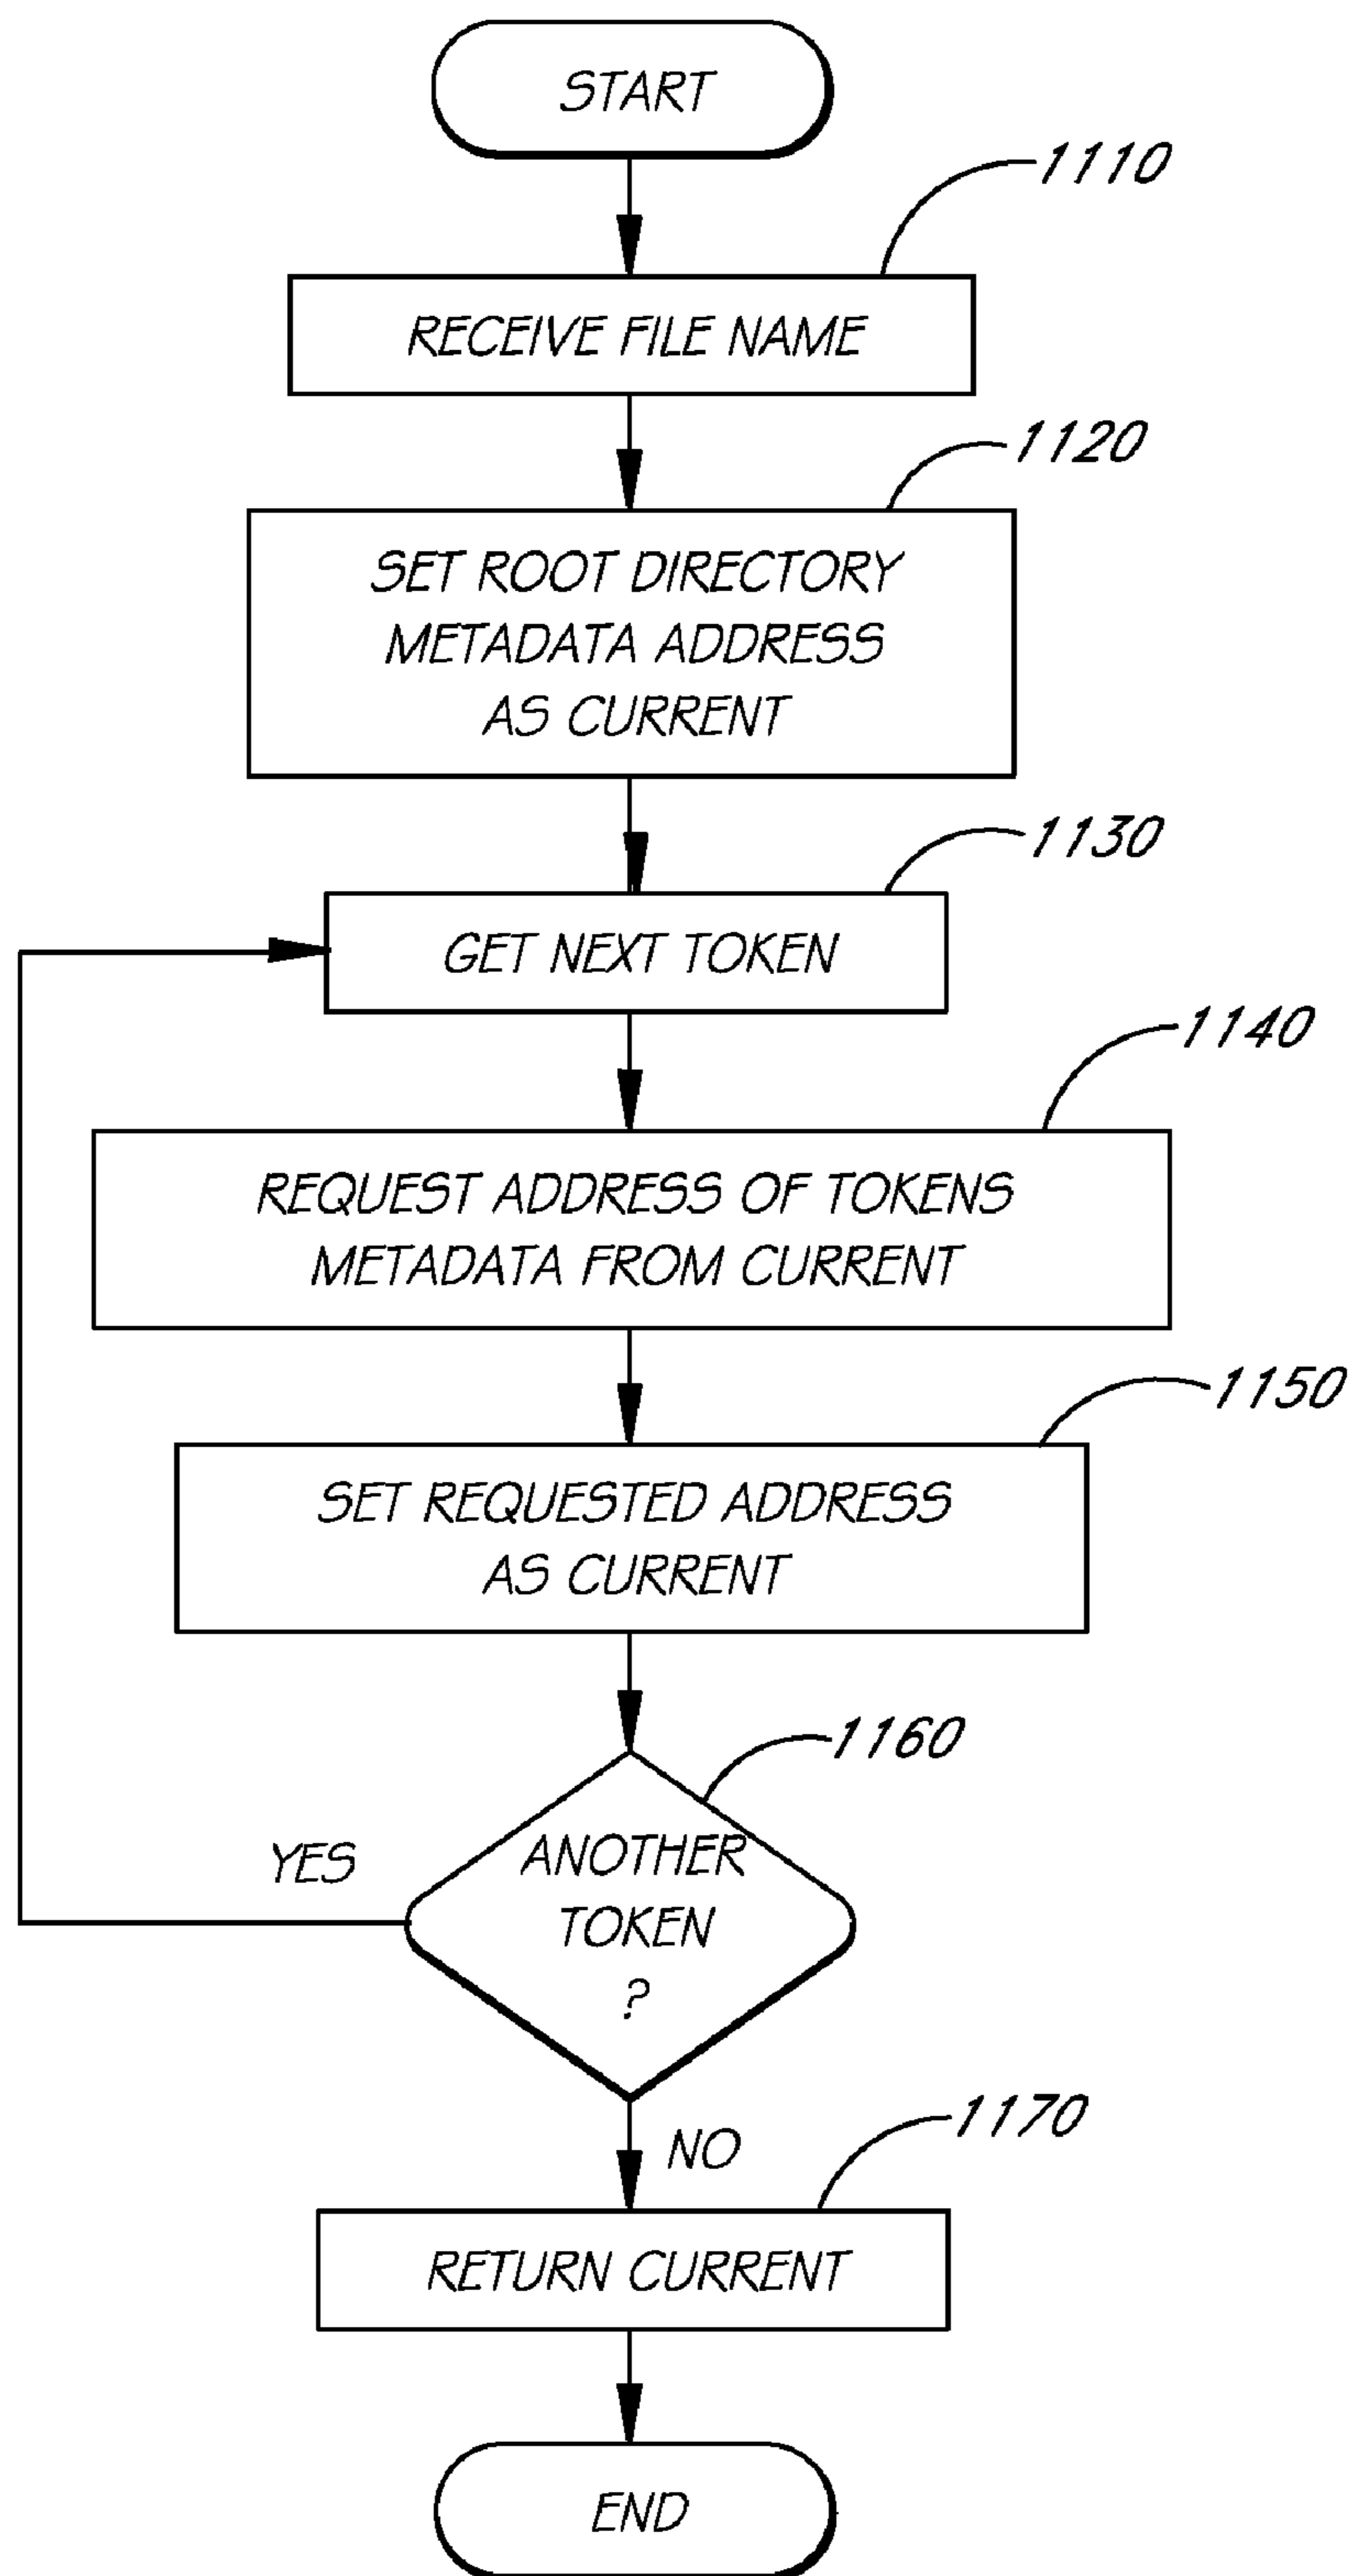 START
1110
RECEIVE FILE NAME
1120
SET ROOT DIRECTORY
METADATA ADDRESS
AS CURRENT
1130
GET NEXT TOKEN
1140
REQUEST ADDRESS OF TOKENS
METADATA FROM CURRENT
1150
SET REQUESTED ADDRESS
AS CURRENT
1160
YES
ANOTHER
TOKEN
?
NO
1170
RETURN CURRENT
END